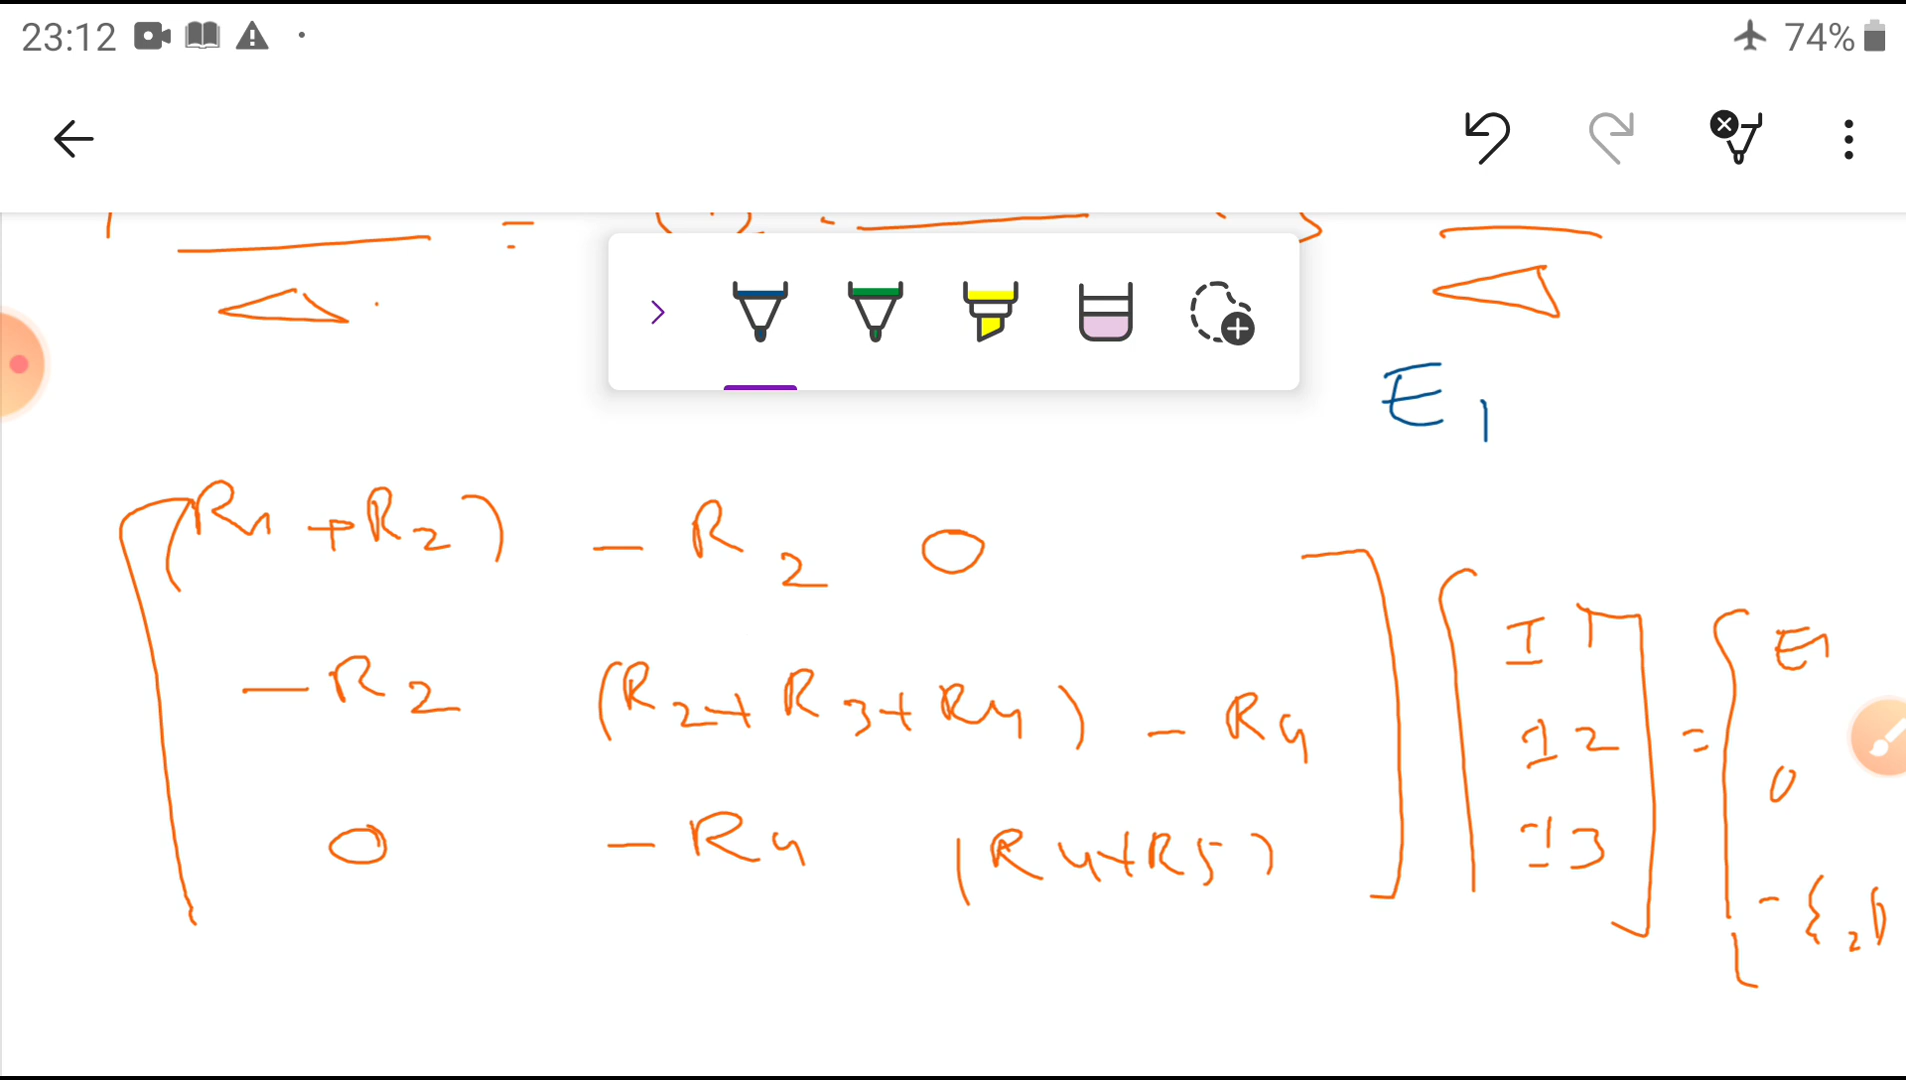 23:12 74%
E1
(R1 + R2) - R2 0
- R2 (R2 + R3 + R4) - R4
0 - R4 (R4 + R5)
I1
I2
I3
=
E1
0
- E2